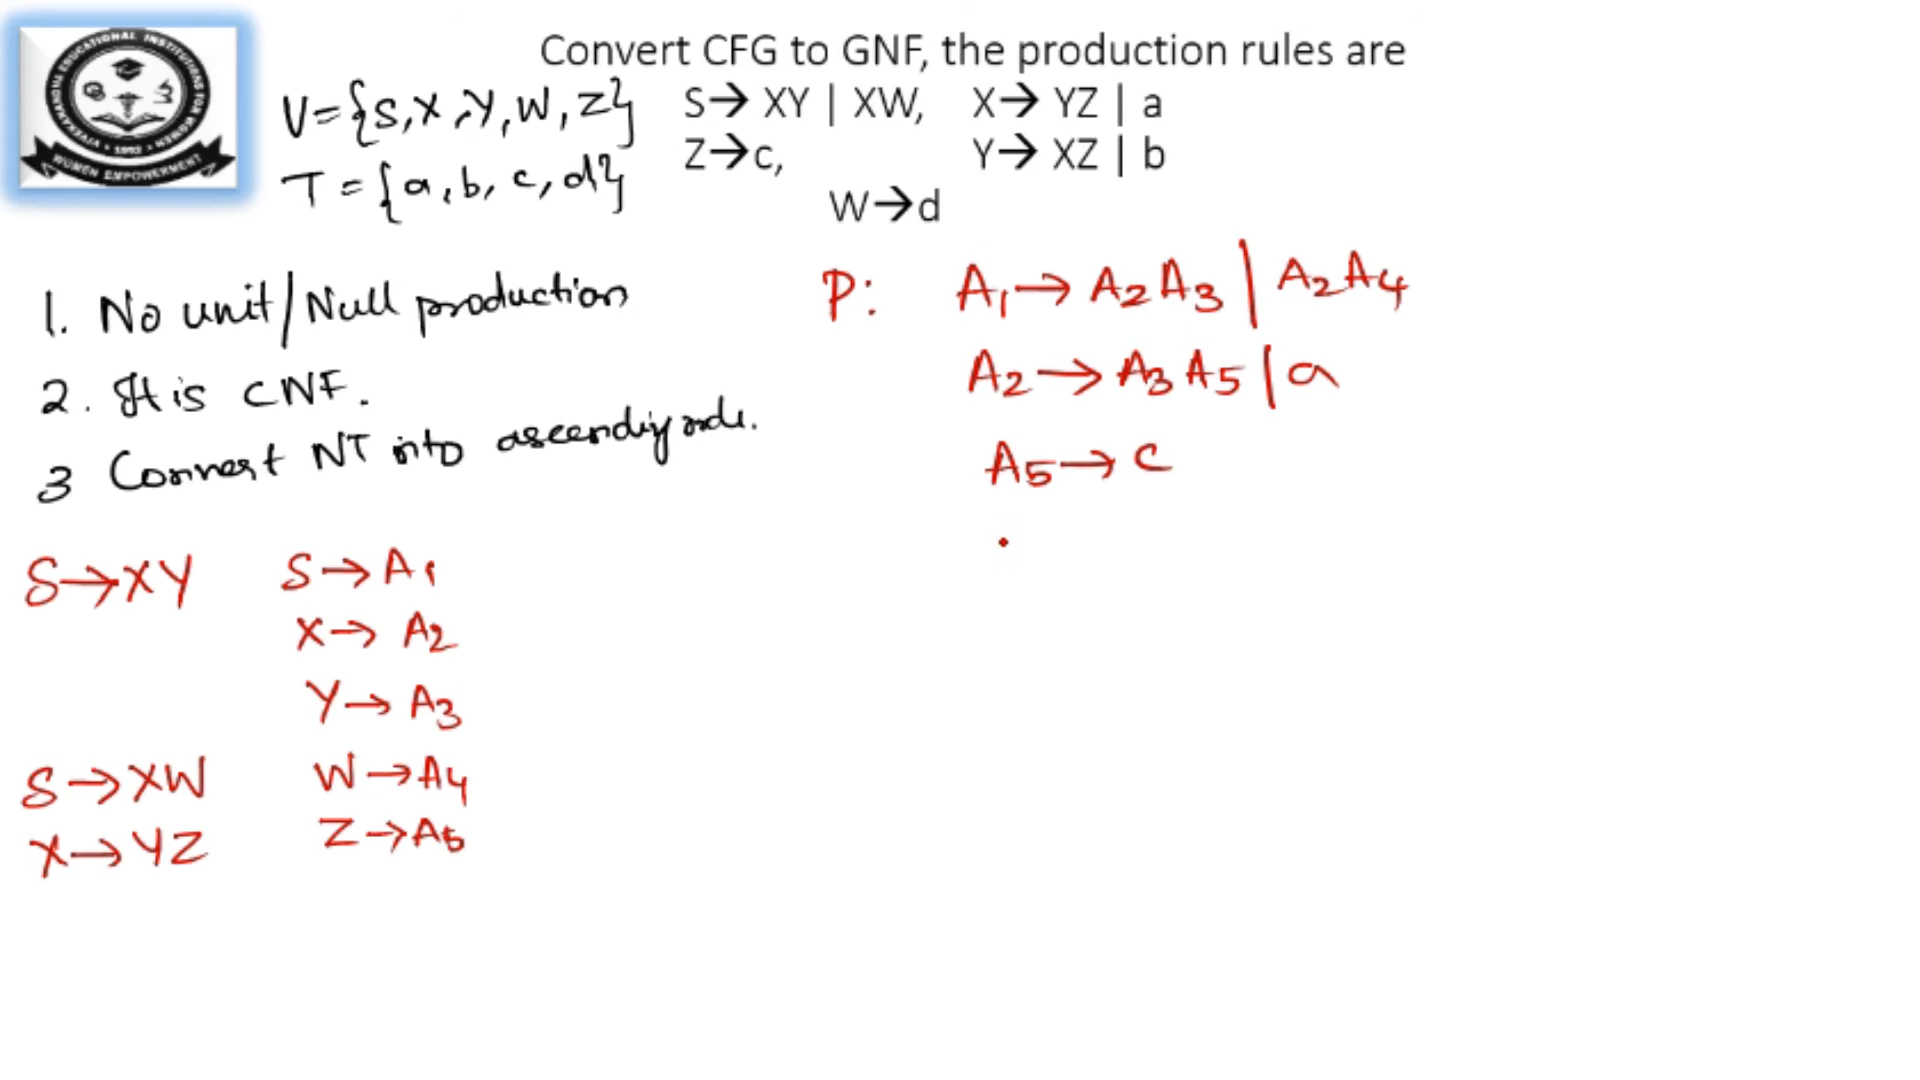 Convert CFG to GNF, the production rules are
S→ XY | XW, X→ YZ | a
Z→c, Y→ XZ | b
W→d
V={S,X,Y,W,Z}
T={a,b,c,d}
1. No unit/Null production
2. It is CNF.
3 Convert NT into ascending
P: A1→A2A3|A2A4
A2→A3A5|a
A5→c
S→XY S→A1
X→A2
Y→A3
S→XW W→A4
X→YZ Z→A5
WOMEN EMPOWERMENT